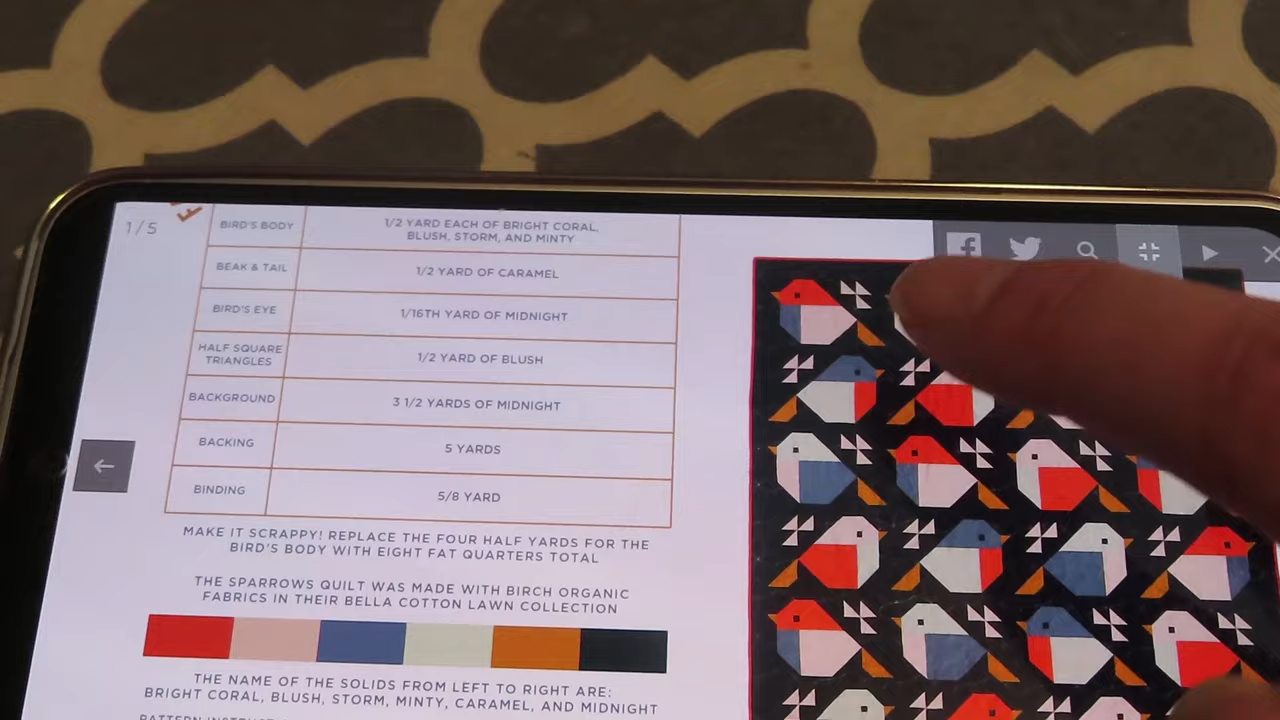 1/5
BIRD'S BODY
1/2 YARD EACH OF BRIGHT CORAL,
BLUSH, STORM, AND MINTY
BEAK & TAIL
1/2 YARD OF CARAMEL
BIRD'S EYE
1/16TH YARD OF MIDNIGHT
HALF SQUARE
TRIANGLES
1/2 YARD OF BLUSH
BACKGROUND
3 1/2 YARDS OF MIDNIGHT
BACKING
5 YARDS
BINDING
5/8 YARD
MAKE IT SCRAPPY! REPLACE THE FOUR HALF YARDS FOR THE
BIRD'S BODY WITH EIGHT FAT QUARTERS TOTAL
THE SPARROWS QUILT WAS MADE WITH BIRCH ORGANIC
FABRICS IN THEIR BELLA COTTON LAWN COLLECTION
THE NAME OF THE SOLIDS FROM LEFT TO RIGHT ARE:
BRIGHT CORAL, BLUSH, STORM, MINTY, CARAMEL, AND MIDNIGHT